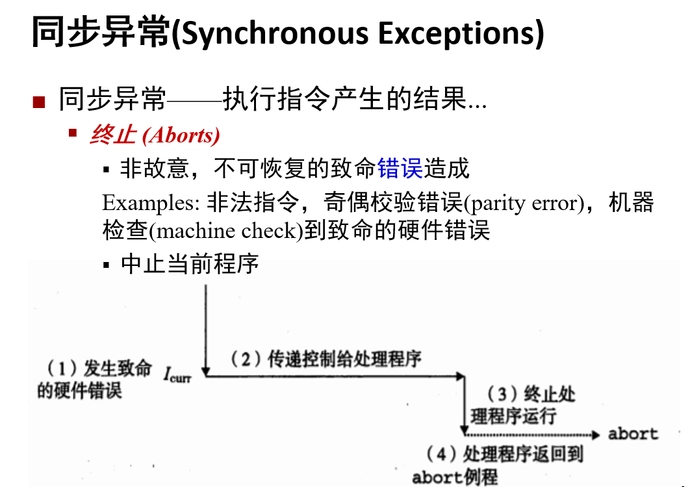 同步异常(Synchronous Exceptions)
同步异常——执行指令产生的结果...
终止 (Aborts)
非故意，不可恢复的致命错误造成
Examples: 非法指令，奇偶校验错误(parity error)，机器
检查(machine check)到致命的硬件错误
中止当前程序
（1）发生致命
的硬件错误
Icurr
（2）传递控制给处理程序
（3）终止处
理程序运行
abort
（4）处理程序返回到
abort例程